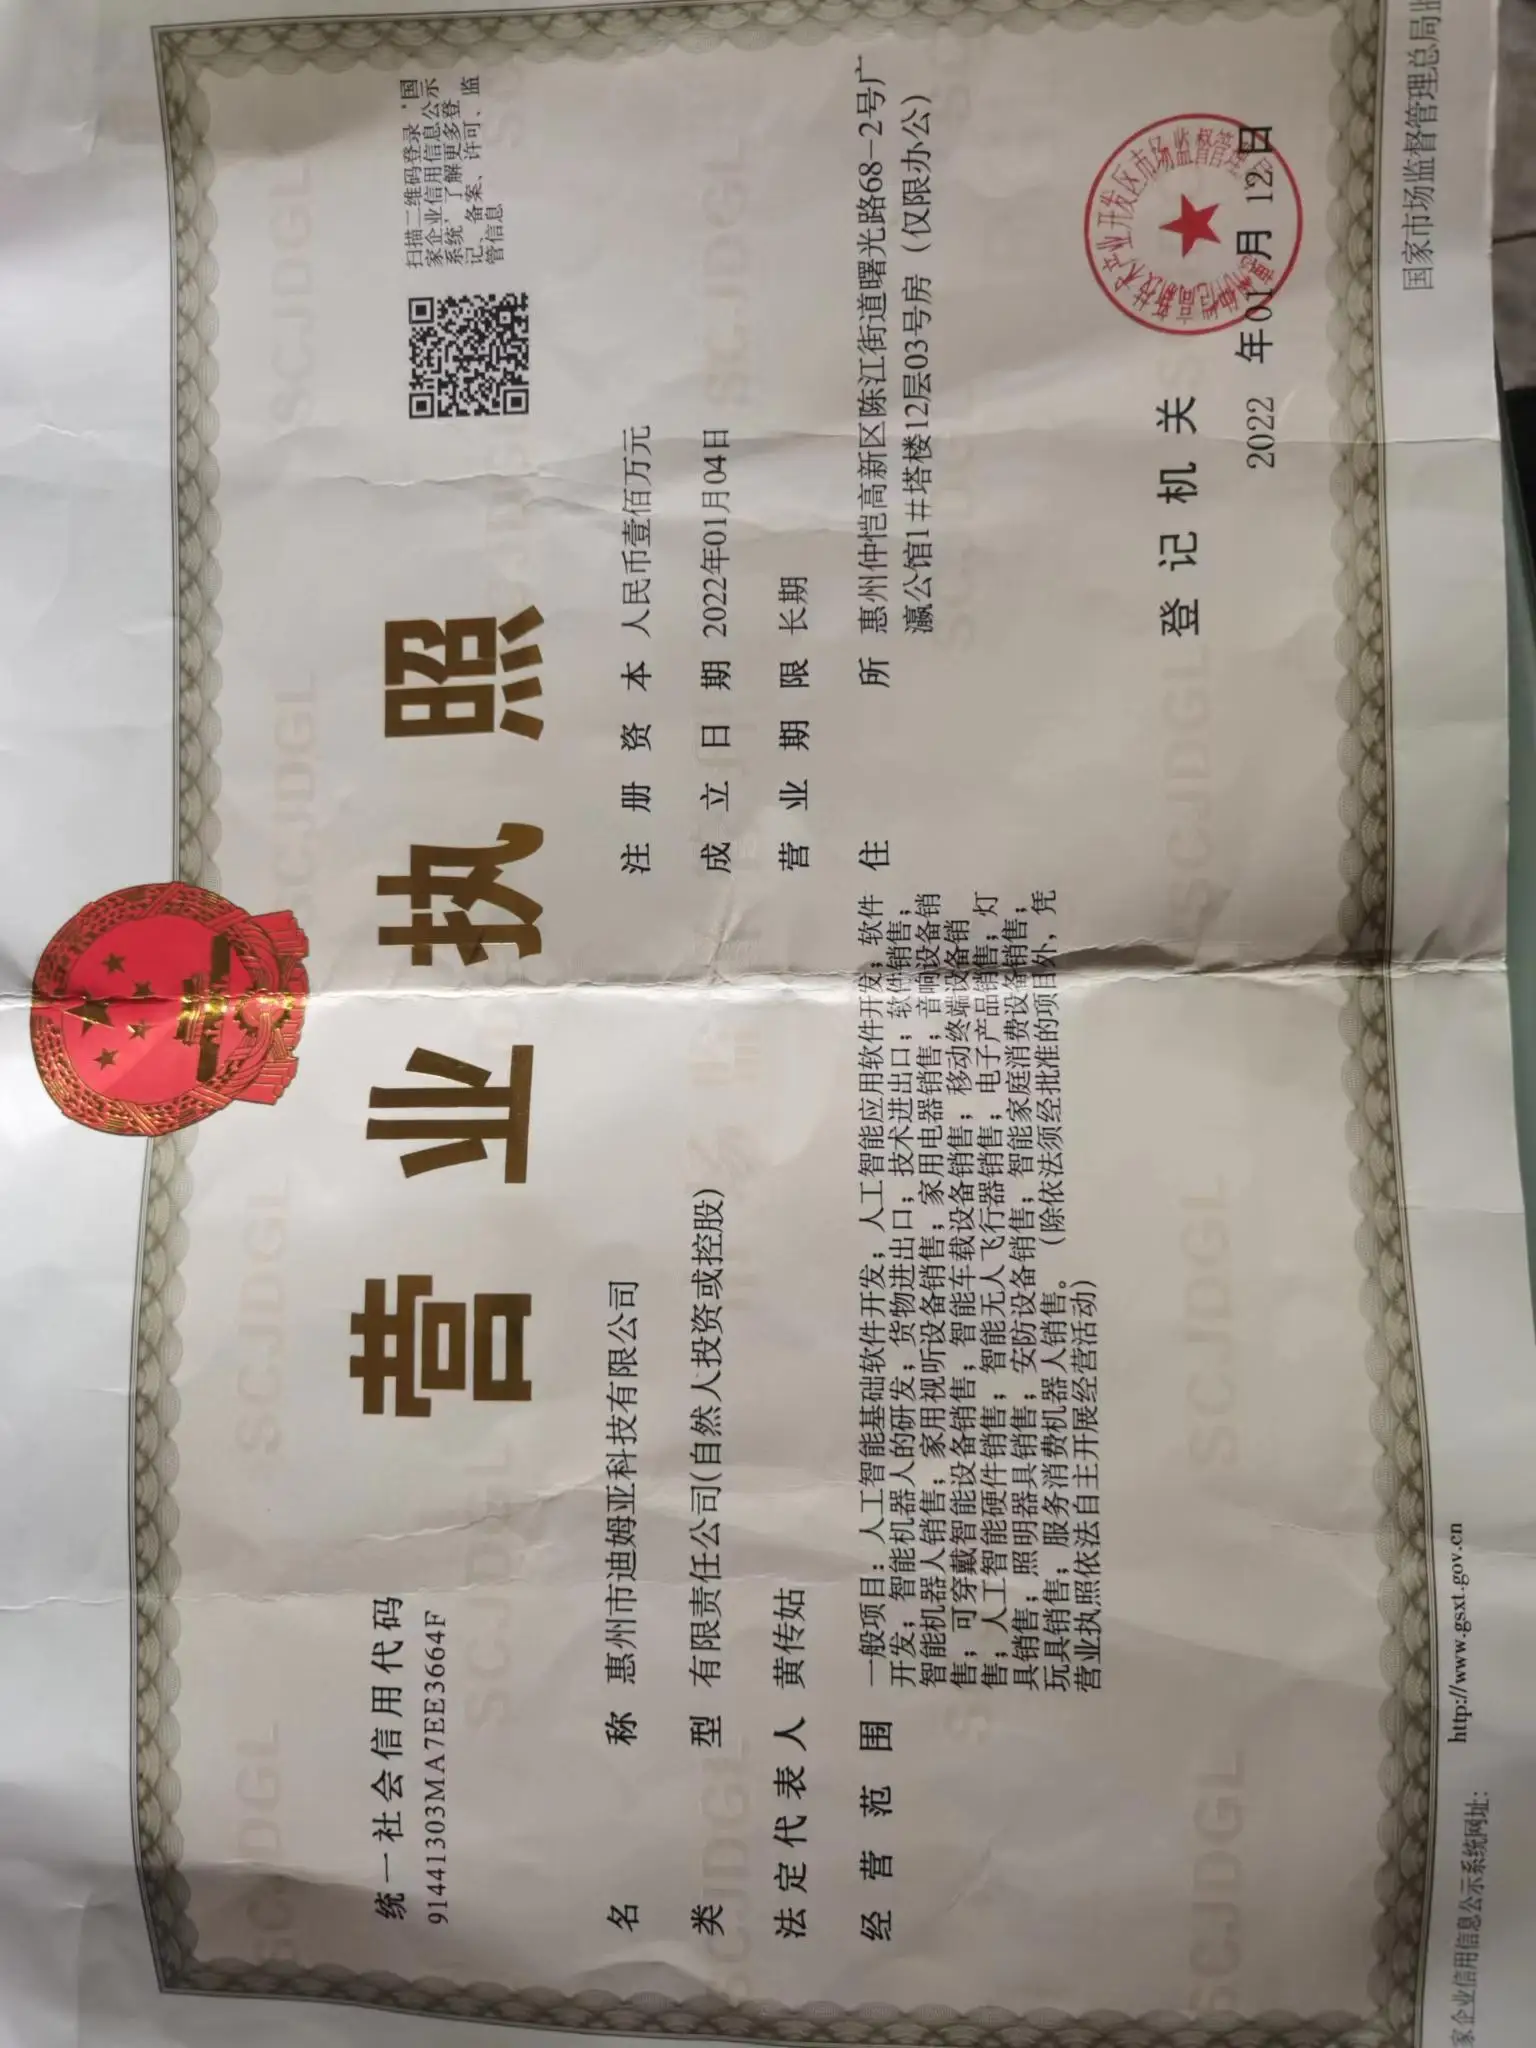 营业执照
统一社会信用代码
91441303MA7EE3664F
扫描二维码登录‘国
家企业信用信息公示
系统’了解更多登
记、备案、许可、监
管信息
名 称 惠州市迪姆亚科技有限公司
类 型 有限责任公司(自然人投资或控股)
法定代表人 黄传姑
经营范围 一般项目：人工智能基础软件开发；人工智能应用软件开发；软件
开发；智能机器人的研发；货物进出口；技术进出口；软件销售；
智能机器人销售；家用视听设备销售；家用电器销售；音响设备销
售；可穿戴智能设备销售；智能车载设备销售；移动终端设备销
售；人工智能硬件销售；智能无人飞行器销售；电子产品销售；灯
具销售；照明器具销售；安防设备销售；智能家庭消费设备销售；
玩具销售；服务消费机器人销售。（除依法须经批准的项目外，凭
营业执照依法自主开展经营活动）
注册资本 人民币壹佰万元
成立日期 2022年01月04日
营业期限 长期
住所 惠州仲恺高新区陈江街道曙光路68-2号广
瀛公馆1#塔楼12层03号房（仅限办公）
登记机关
2022 年01 月 12 日
家企业信用信息公示系统网址：
http://www.gsxt.gov.cn
国家市场监督管理总局监